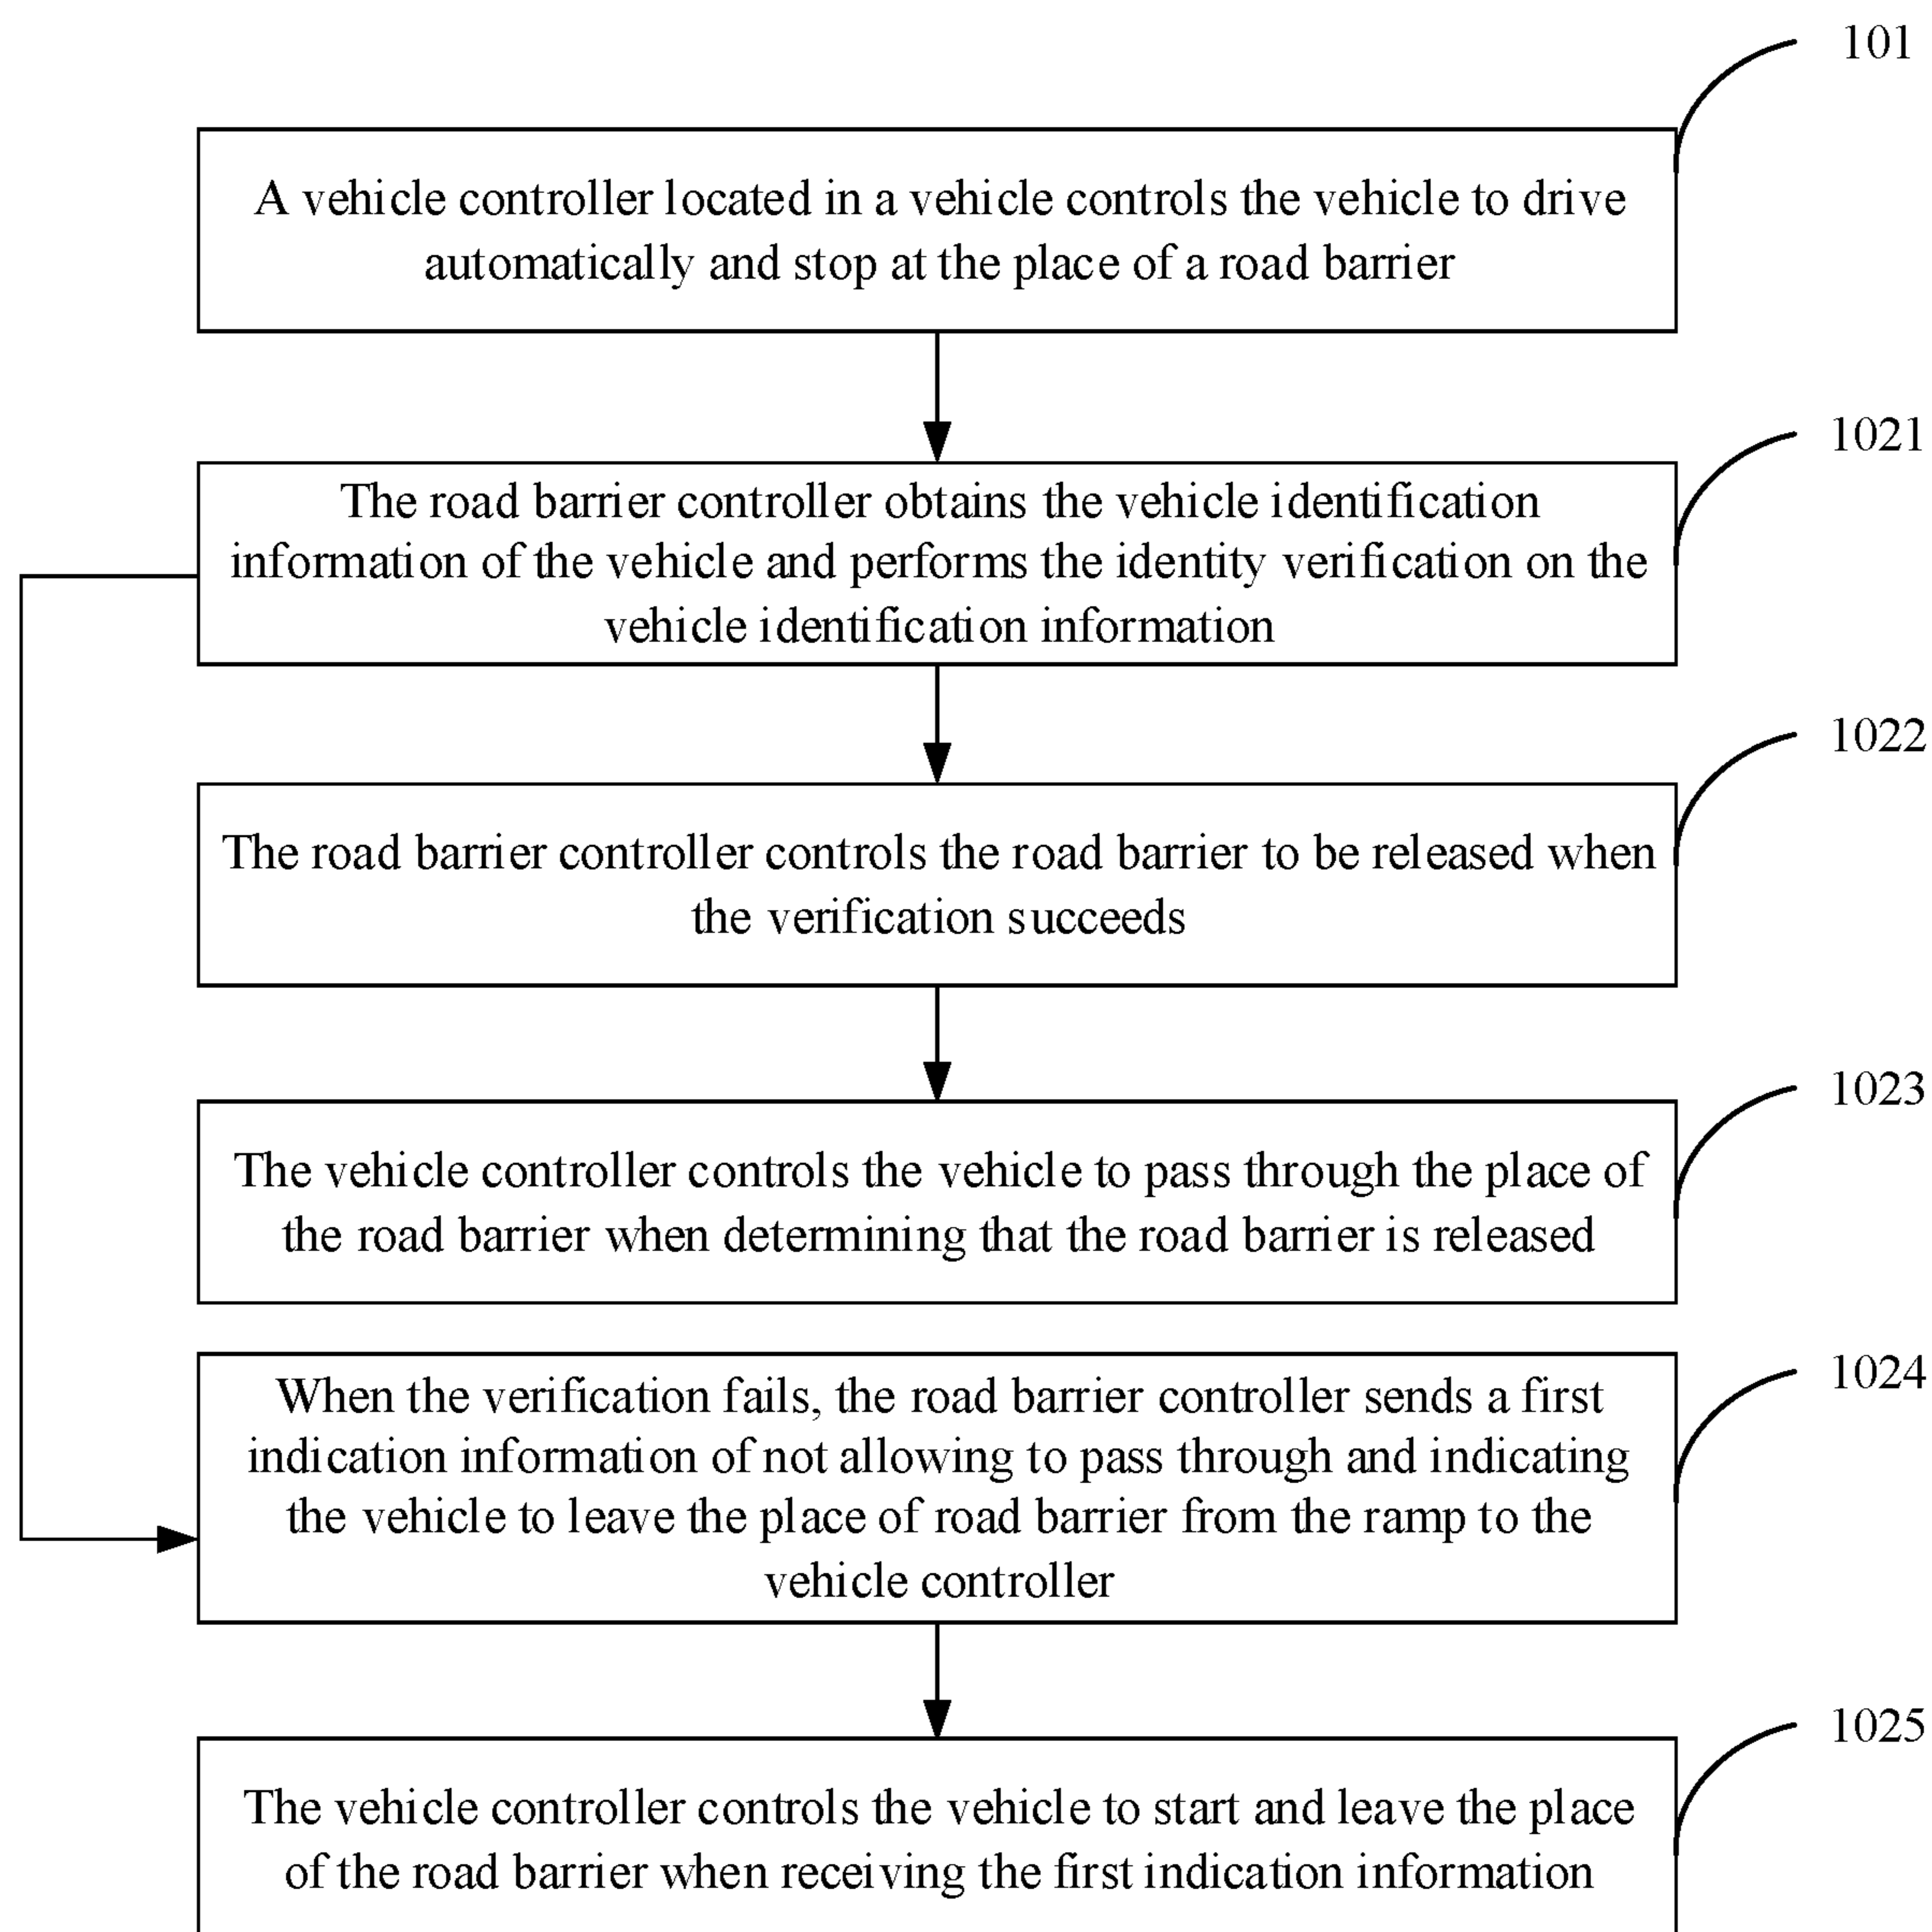 101
A vehicle controller located in a vehicle controls the vehicle to drive
automatically and stop at the place of a road barrier
1021
The road barrier controller obtains the vehicle identification
information of the vehicle and performs the identity verification on the
vehicle identification information
1022
The road barrier controller controls the road barrier to be released when
the verification succeeds
1023
The vehicle controller controls the vehicle to pass through the place of
the road barrier when determining that the road barrier is released
1024
When the verification fails, the road barrier controller sends a first
indication information of not allowing to pass through and indicating
the vehicle to leave the place of road barrier from the ramp to the
vehicle controller
1025
The vehicle controller controls the vehicle to start and leave the place
of the road barrier when receiving the first indication information